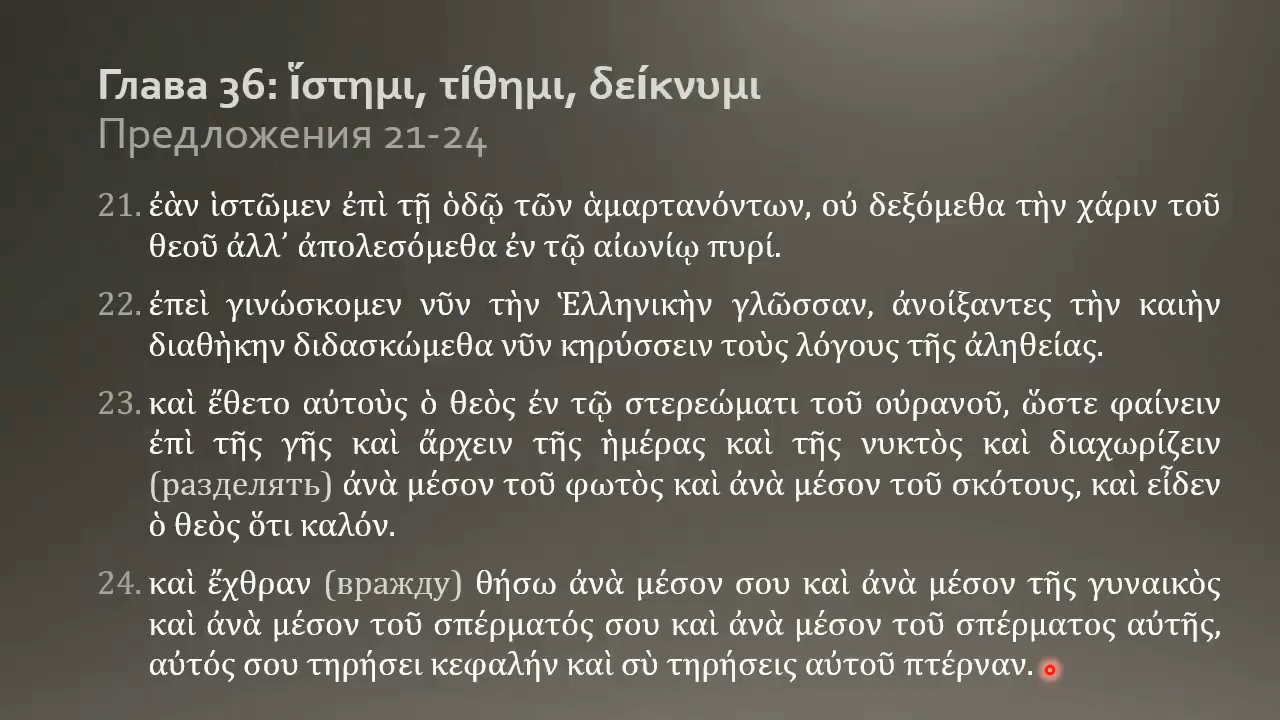 Глава 36: ἵστημι, τίθημι, δείκνυμι
Предложения 21-24
21. ἐὰν ἱστῶμεν ἐπὶ τῇ ὁδῷ τῶν ἁμαρτανόντων, οὐ δεξόμεθα τὴν χάριν τοῦ
θεοῦ ἀλλ’ ἀπολεσόμεθα ἐν τῷ αἰωνίῳ πυρί.
22. ἐπεὶ γινώσκομεν νῦν τὴν Ἑλληνικὴν γλῶσσαν, ἀνοίξαντες τὴν καιὴν
διαθὴκην διδασκώμεθα νῦν κηρύσσειν τοὺς λόγους τῆς ἀληθείας.
23. καὶ ἔθετο αὐτοὺς ὁ θεὸς ἐν τῷ στερεώματι τοῦ οὐρανοῦ, ὥστε φαίνειν
ἐπὶ τῆς γῆς καὶ ἄρχειν τῆς ἡμέρας καὶ τῆς νυκτὸς καὶ διαχωρίζειν
(разделять) ἀνὰ μέσον τοῦ φωτὸς καὶ ἀνὰ μέσον τοῦ σκότους, καὶ εἶδεν
ὁ θεὸς ὅτι καλόν.
24. καὶ ἔχθραν (вражду) θήσω ἀνὰ μέσον σου καὶ ἀνὰ μέσον τῆς γυναικὸς
καὶ ἀνὰ μέσον τοῦ σπέρματός σου καὶ ἀνὰ μέσον τοῦ σπέρματος αὐτῆς,
αὐτός σου τηρήσει κεφαλήν καὶ σὺ τηρήσεις αὐτοῦ πτέρναν.